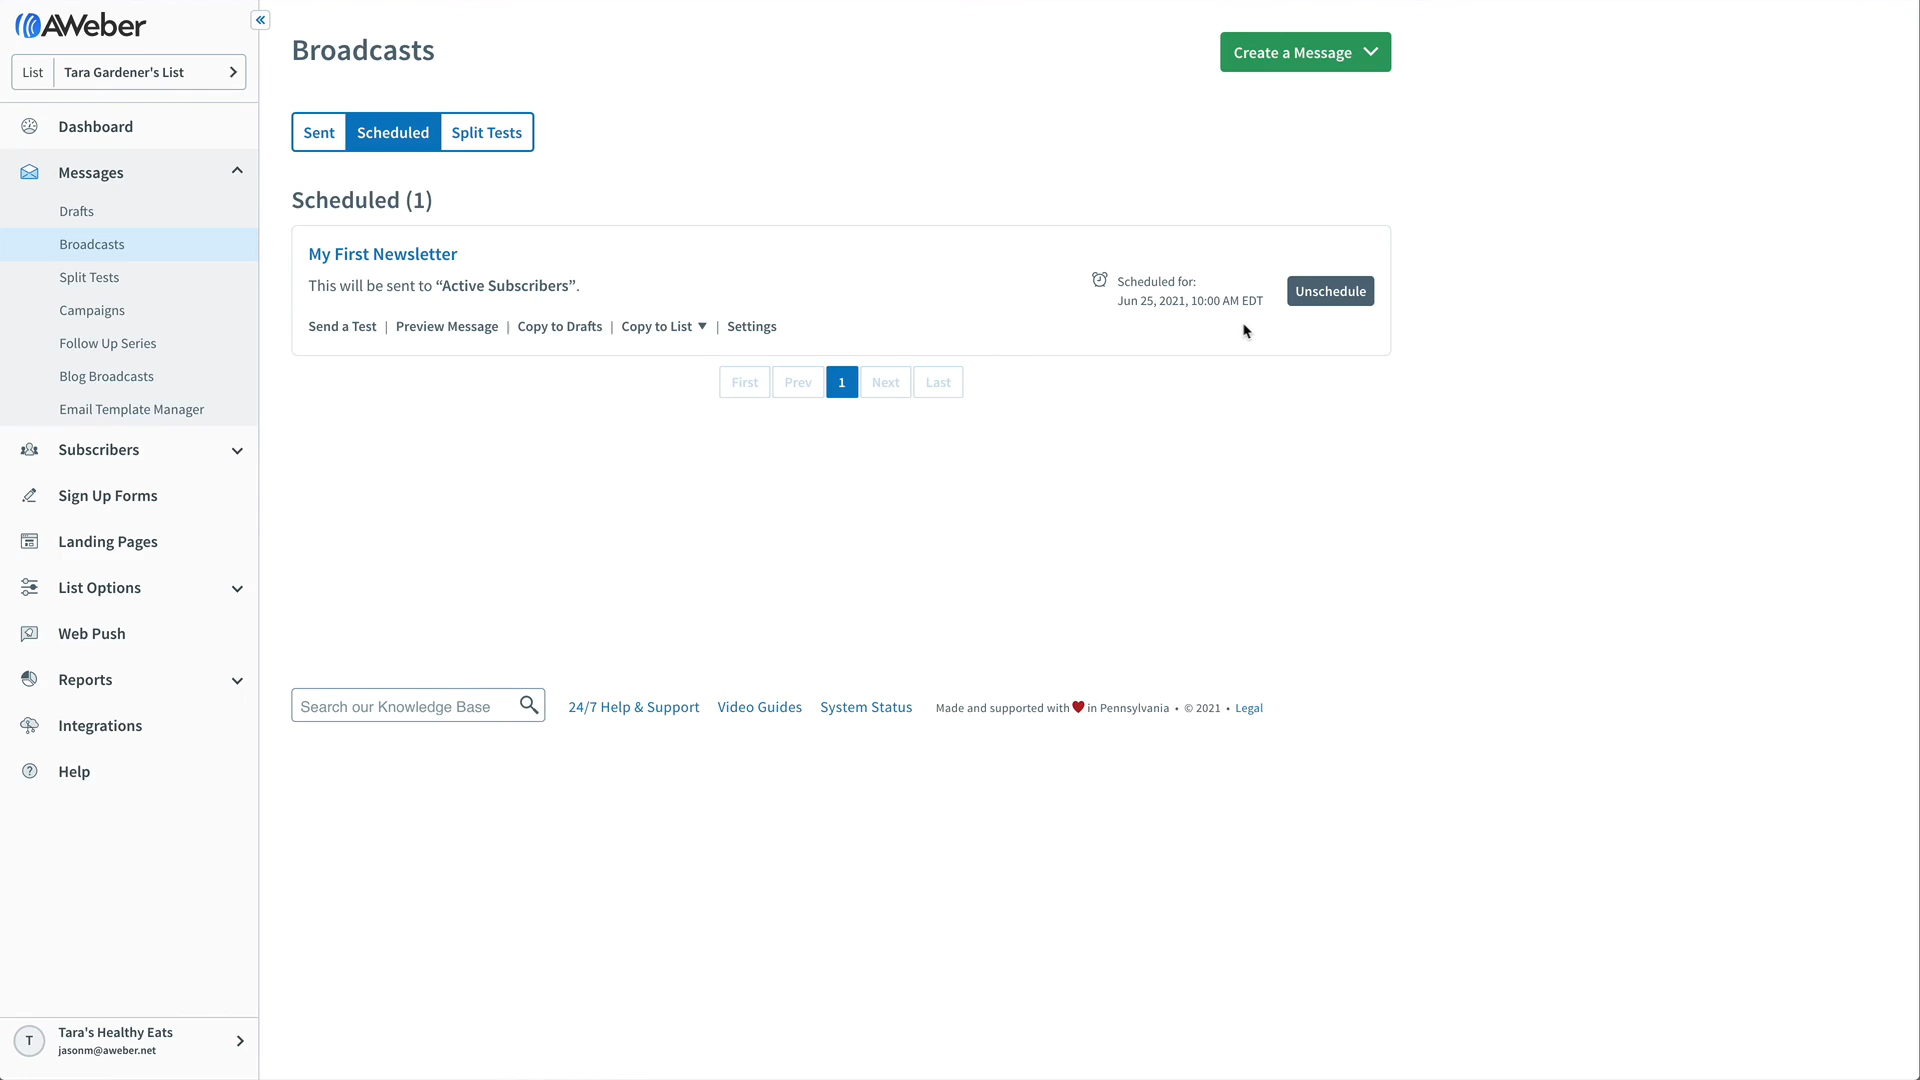 AWeber
List Tara Gardener's List
Dashboard
Messages
Drafts
Broadcasts
Split Tests
Campaigns
Follow Up Series
Blog Broadcasts
Email Template Manager
Subscribers
Sign Up Forms
Landing Pages
List Options
Web Push
Reports
Integrations
Help
T
Tara's Healthy Eats
jasonm@aweber.net
Broadcasts
Create a Message
Sent Scheduled Split Tests
Scheduled (1)
My First Newsletter
This will be sent to “Active Subscribers”.
Send a Test | Preview Message | Copy to Drafts | Copy to List ▼ | Settings
Scheduled for:
Jun 25, 2021, 10:00 AM EDT
Unschedule
First Prev 1 Next Last
Search our Knowledge Base
24/7 Help & Support Video Guides System Status Made and supported with ❤ in Pennsylvania • © 2021 • Legal